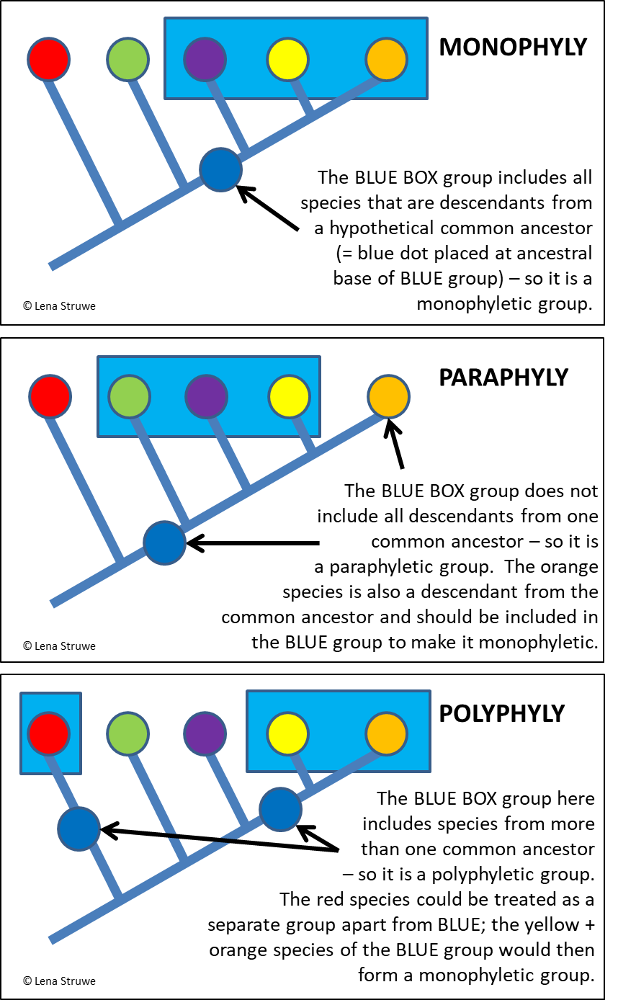 MONOPHYLY
The BLUE BOX group includes all
species that are descendants from
a hypothetical common ancestor
(= blue dot placed at ancestral
base of BLUE group) – so it is a
monophyletic group.
© Lena Struwe
PARAPHYLY
The BLUE BOX group does not
include all descendants from one
common ancestor – so it is
a paraphyletic group.  The orange
species is also a descendant from the
common ancestor and should be included in
the BLUE group to make it monophyletic.
© Lena Struwe
POLYPHYLY
The BLUE BOX group here
includes species from more
than one common ancestor
– so it is a polyphyletic group.
The red species could be treated as a
separate group apart from BLUE; the yellow +
orange species of the BLUE group would then
form a monophyletic group.
© Lena Struwe